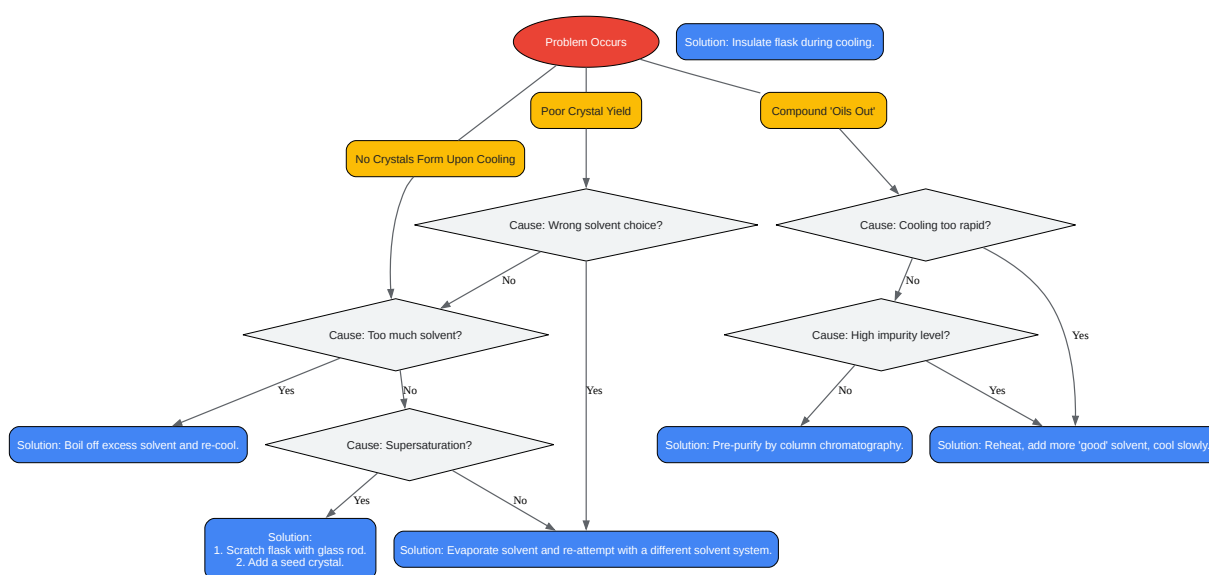 Problem Occurs
Solution: Insulate flask during cooling.
Poor Crystal Yield
Compound 'Oils Out'
No Crystals Form Upon Cooling
Cause: Wrong solvent choice?
Cause: Cooling too rapid?
No
No
Cause: Too much solvent?
Cause: High impurity level?
Yes
Yes
No
Yes
No
Yes
Solution: Boil off excess solvent and re-cool.
Cause: Supersaturation?
Solution: Pre-purify by column chromatography.
Solution: Reheat, add more 'good' solvent, cool slowly.
Yes
No
Solution:
1. Scratch flask with glass rod.
2. Add a seed crystal.
Solution: Evaporate solvent and re-attempt with a different solvent system.